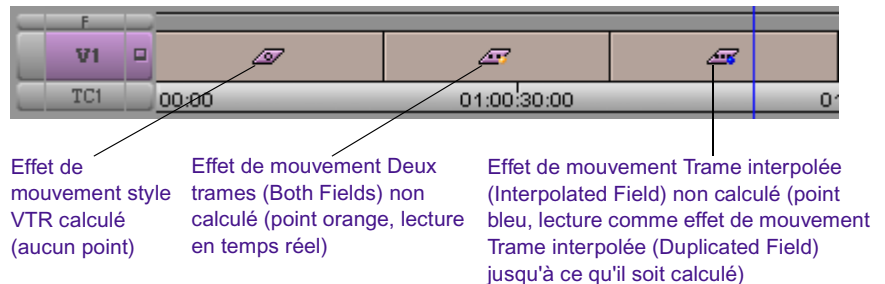 F
V1
TC1 00:00 01:00:30:00 01
Effet de
mouvement style
VTR calculé
(aucun point)
Effet de mouvement Deux
trames (Both Fields) non
calculé (point orange, lecture
en temps réel)
Effet de mouvement Trame interpolée
(Interpolated Field) non calculé (point
bleu, lecture comme effet de mouvement
Trame interpolée (Duplicated Field)
jusqu'à ce qu'il soit calculé)